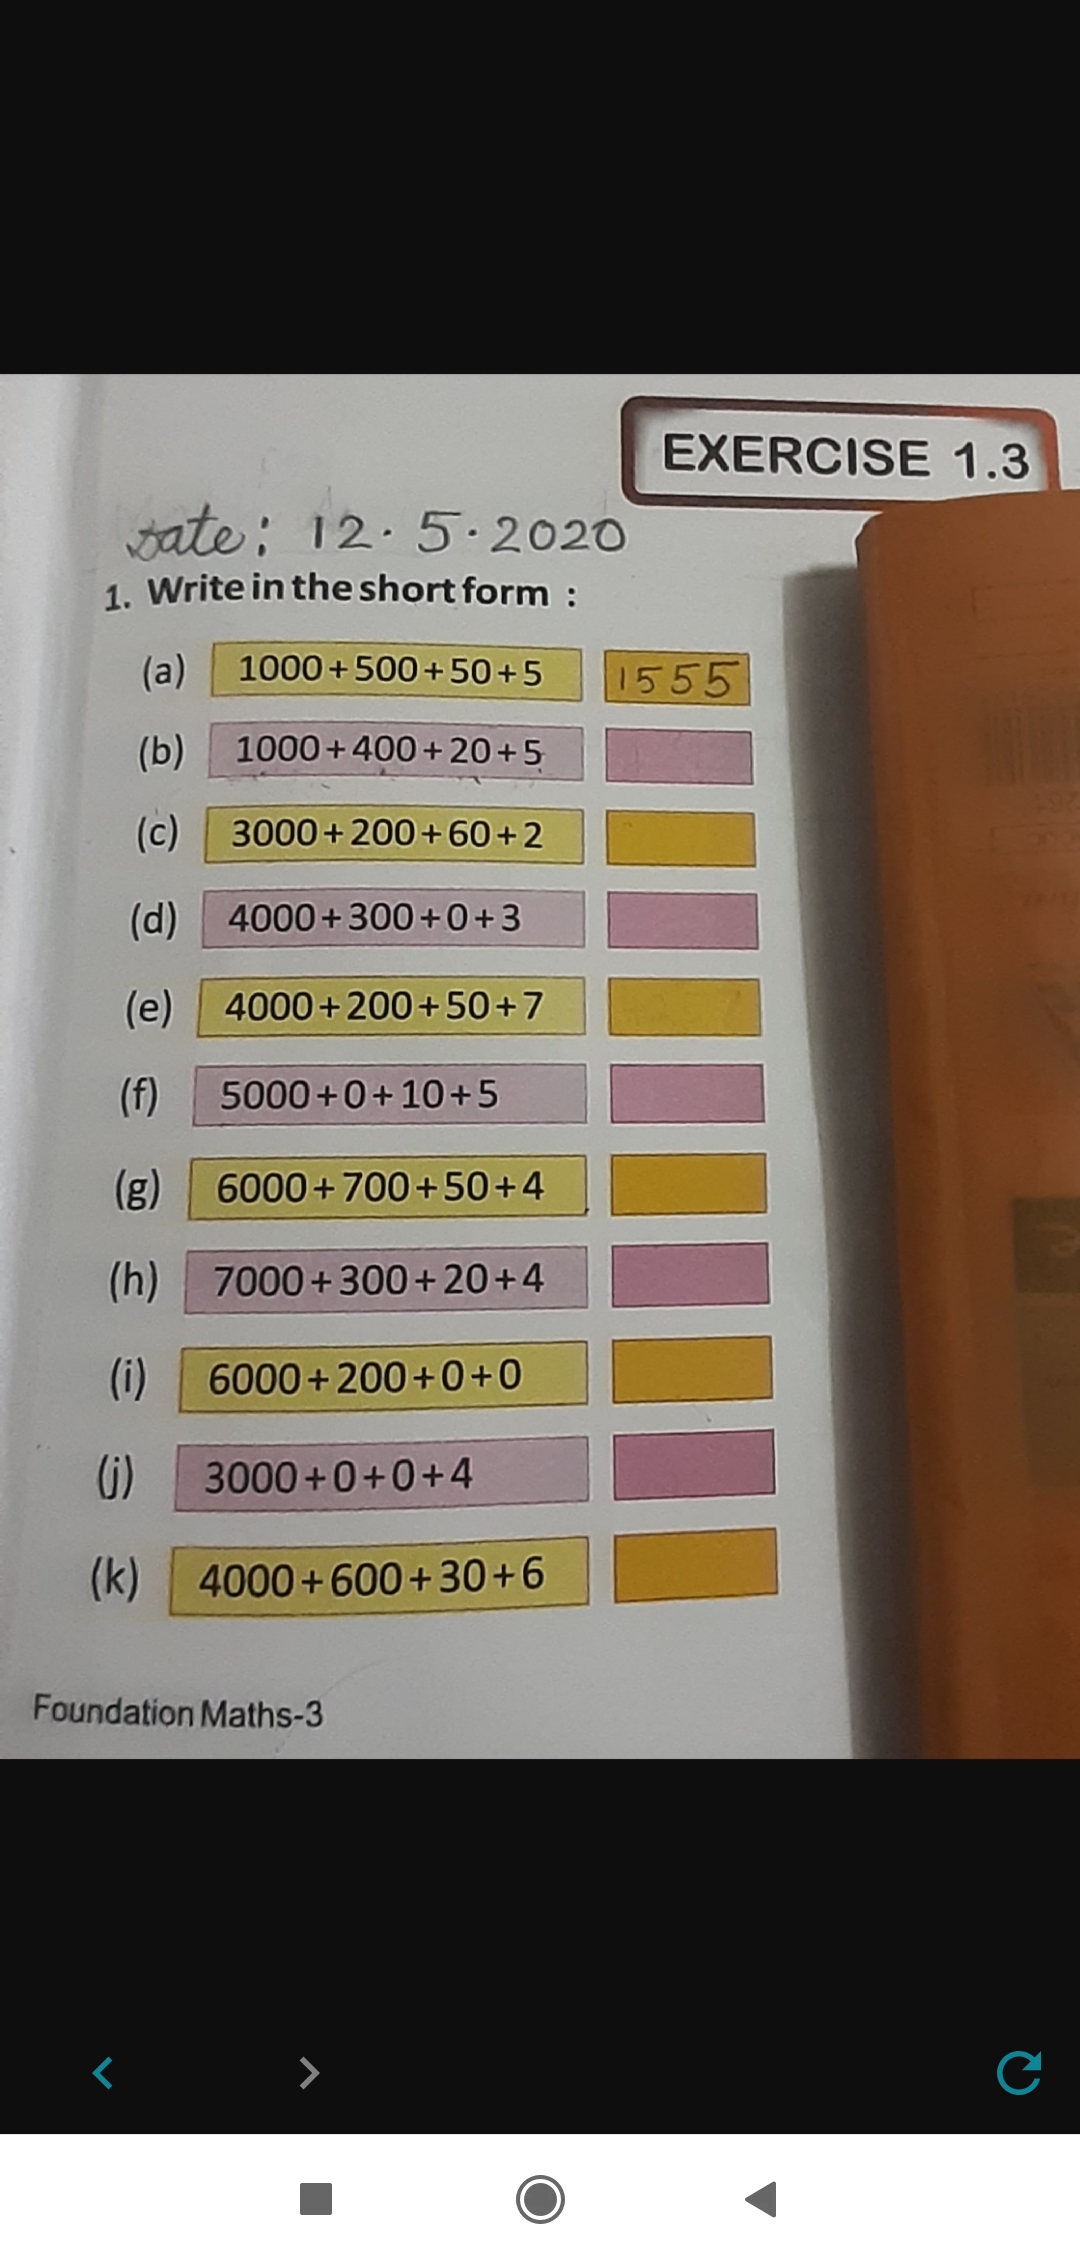 EXERCISE 1.3
Date: 12.5.2020
1. Write in the short form :
(a) 1000+500+50+5 1555
(b) 1000+400+20+5
(c) 3000+200+60+2
(d) 4000+300+0+3
(e) 4000+200+50+7
(f) 5000+0+10+5
(g) 6000+700+50+4
(h) 7000+300+20+4
(i) 6000+200+0+0
(j) 3000+0+0+4
(k) 4000+600+30+6
Foundation Maths-3